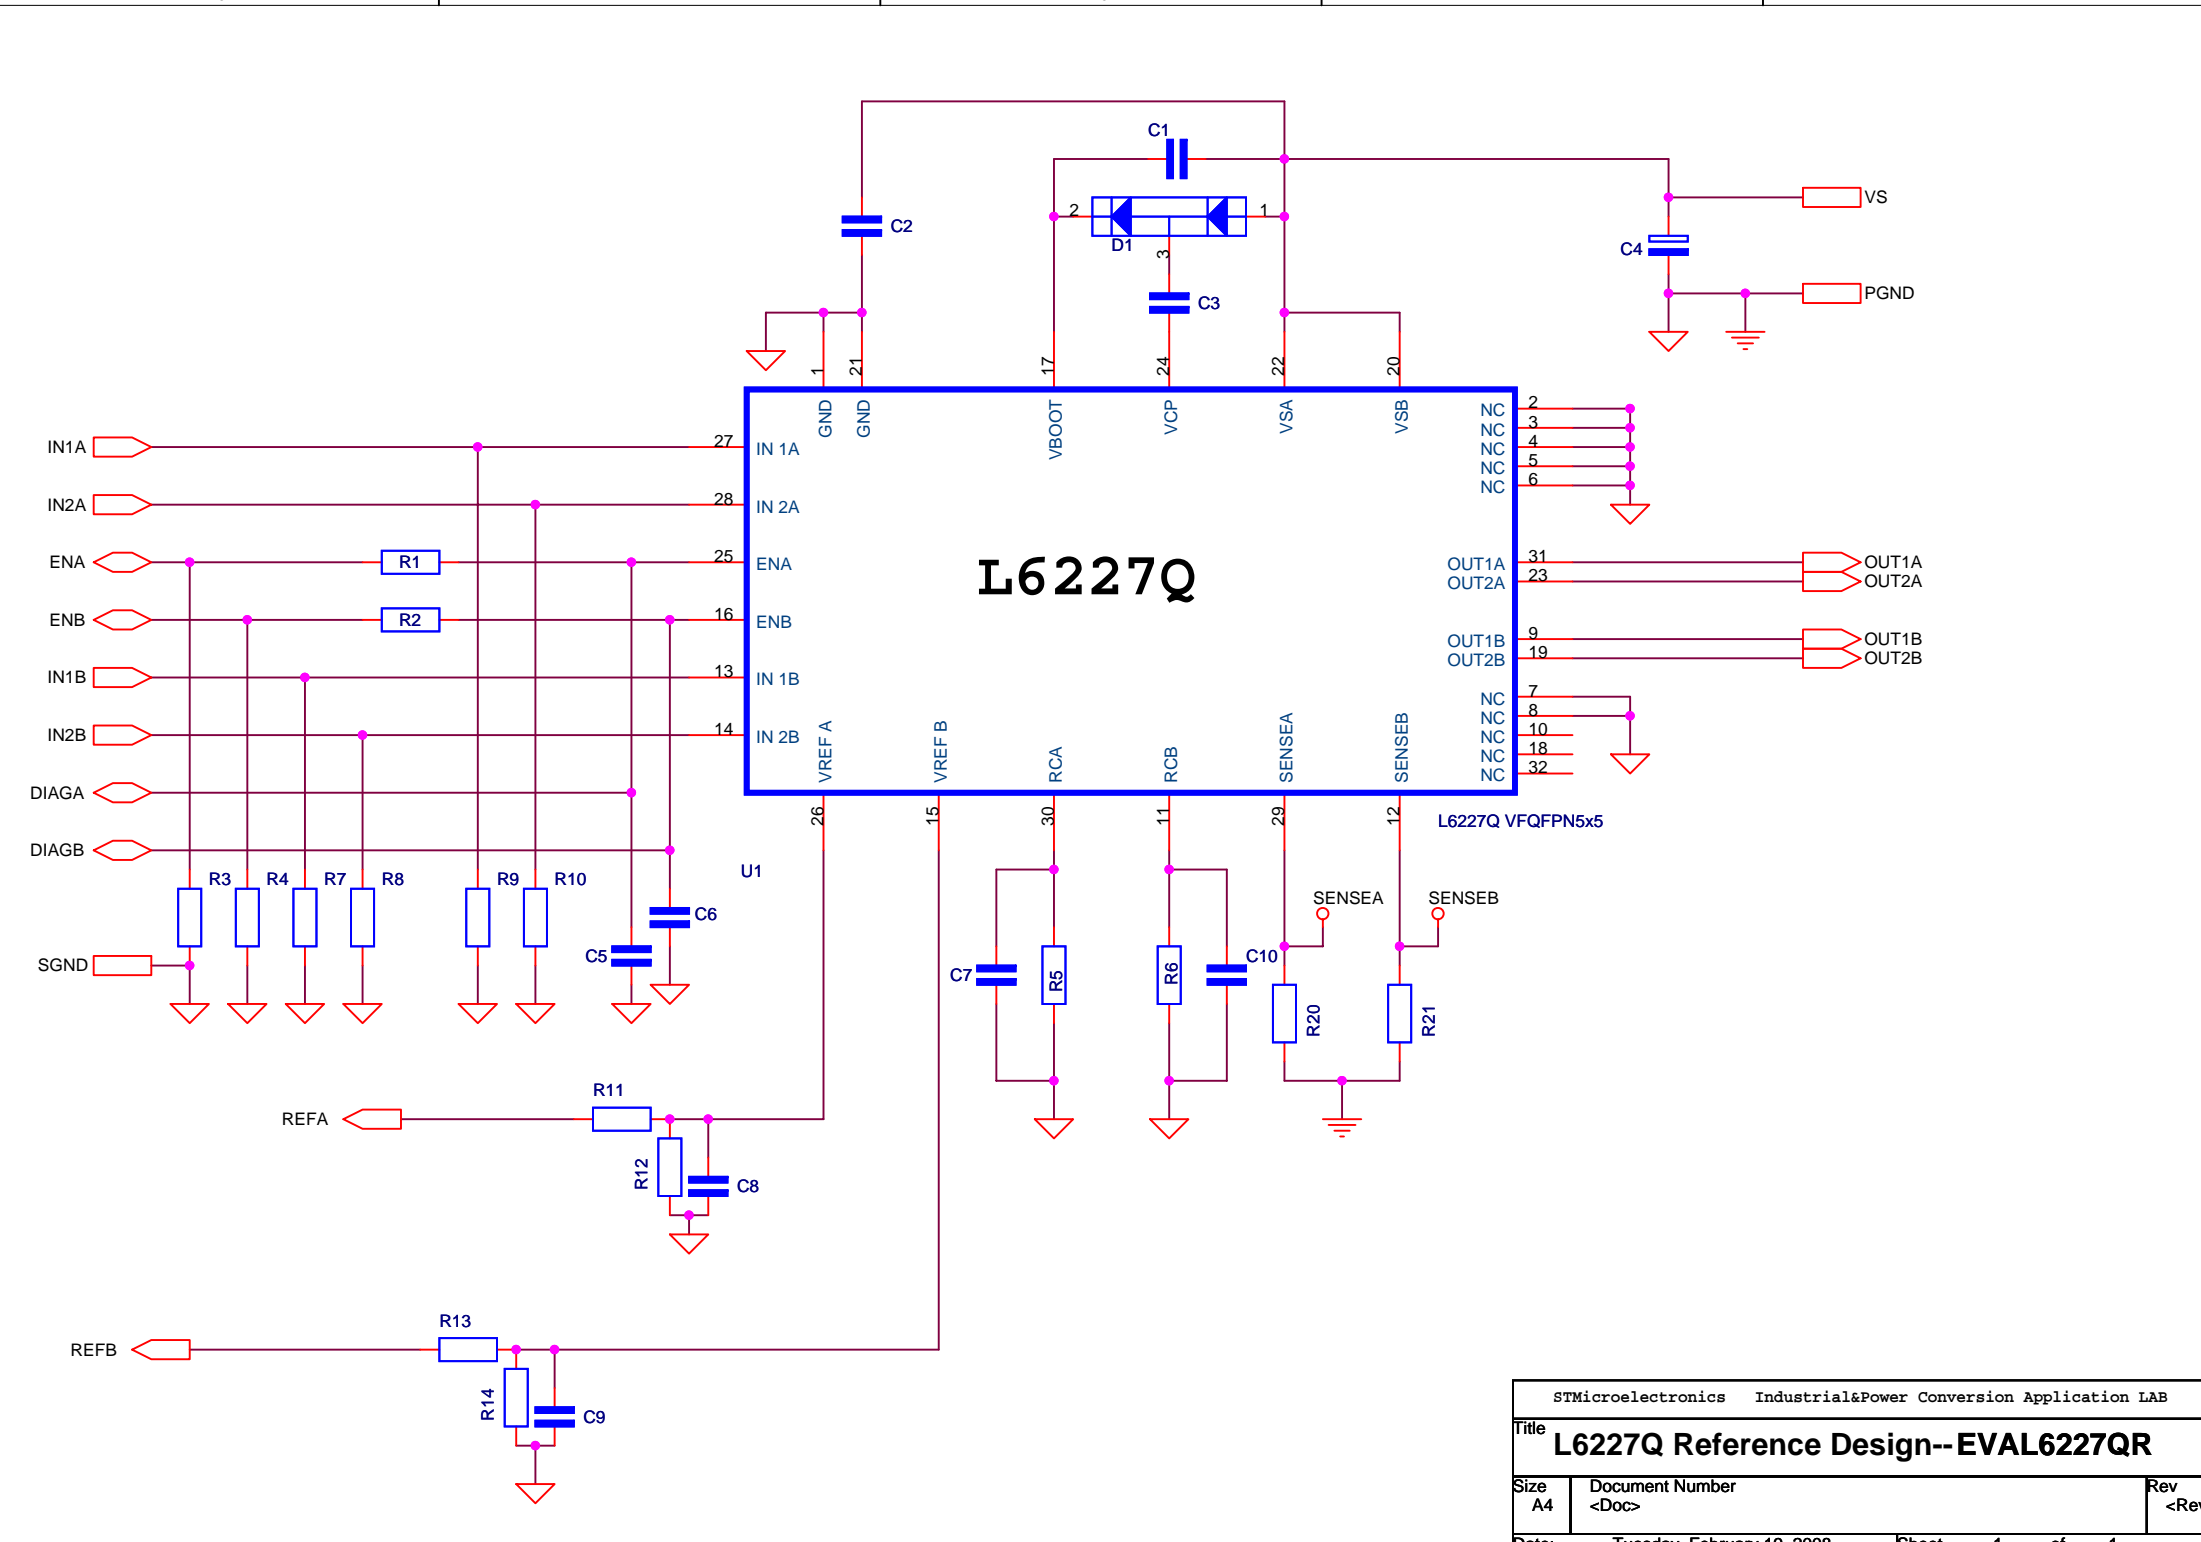 C1
C2
2
1
D1
3
C3
VS
C4
PGND
1
21
17
24
22
20
GND
GND
VBOOT
VCP
VSA
VSB
IN1A
27
IN 1A
IN2A
28
IN 2A
ENA
R1
25
ENA
ENB
R2
16
ENB
IN1B
13
IN 1B
IN2B
14
IN 2B
DIAGA
DIAGB
L6227Q
NC 2
NC 3
NC 4
NC 5
NC 6
OUT1A 31 OUT1A
OUT2A 23 OUT2A
OUT1B 9 OUT1B
OUT2B 19 OUT2B
NC 7
NC 8
NC 10
NC 18
NC 32
VREF A
VREF B
RCA
RCB
SENSEA
SENSEB
26
15
30
11
29
12
L6227Q VFQFPN5x5
U1
R3
R4
R7
R8
R9
R10
C6
C5
SGND
SENSEA
SENSEB
C7
R5
R6
C10
R20
R21
REFA
R11
R12
C8
REFB
R13
R14
C9
STMicroelectronics Industrial&Power Conversion Application LAB
Title
L6227Q Reference Design--EVAL6227QR
Size
A4
Document Number
<Doc>
Rev